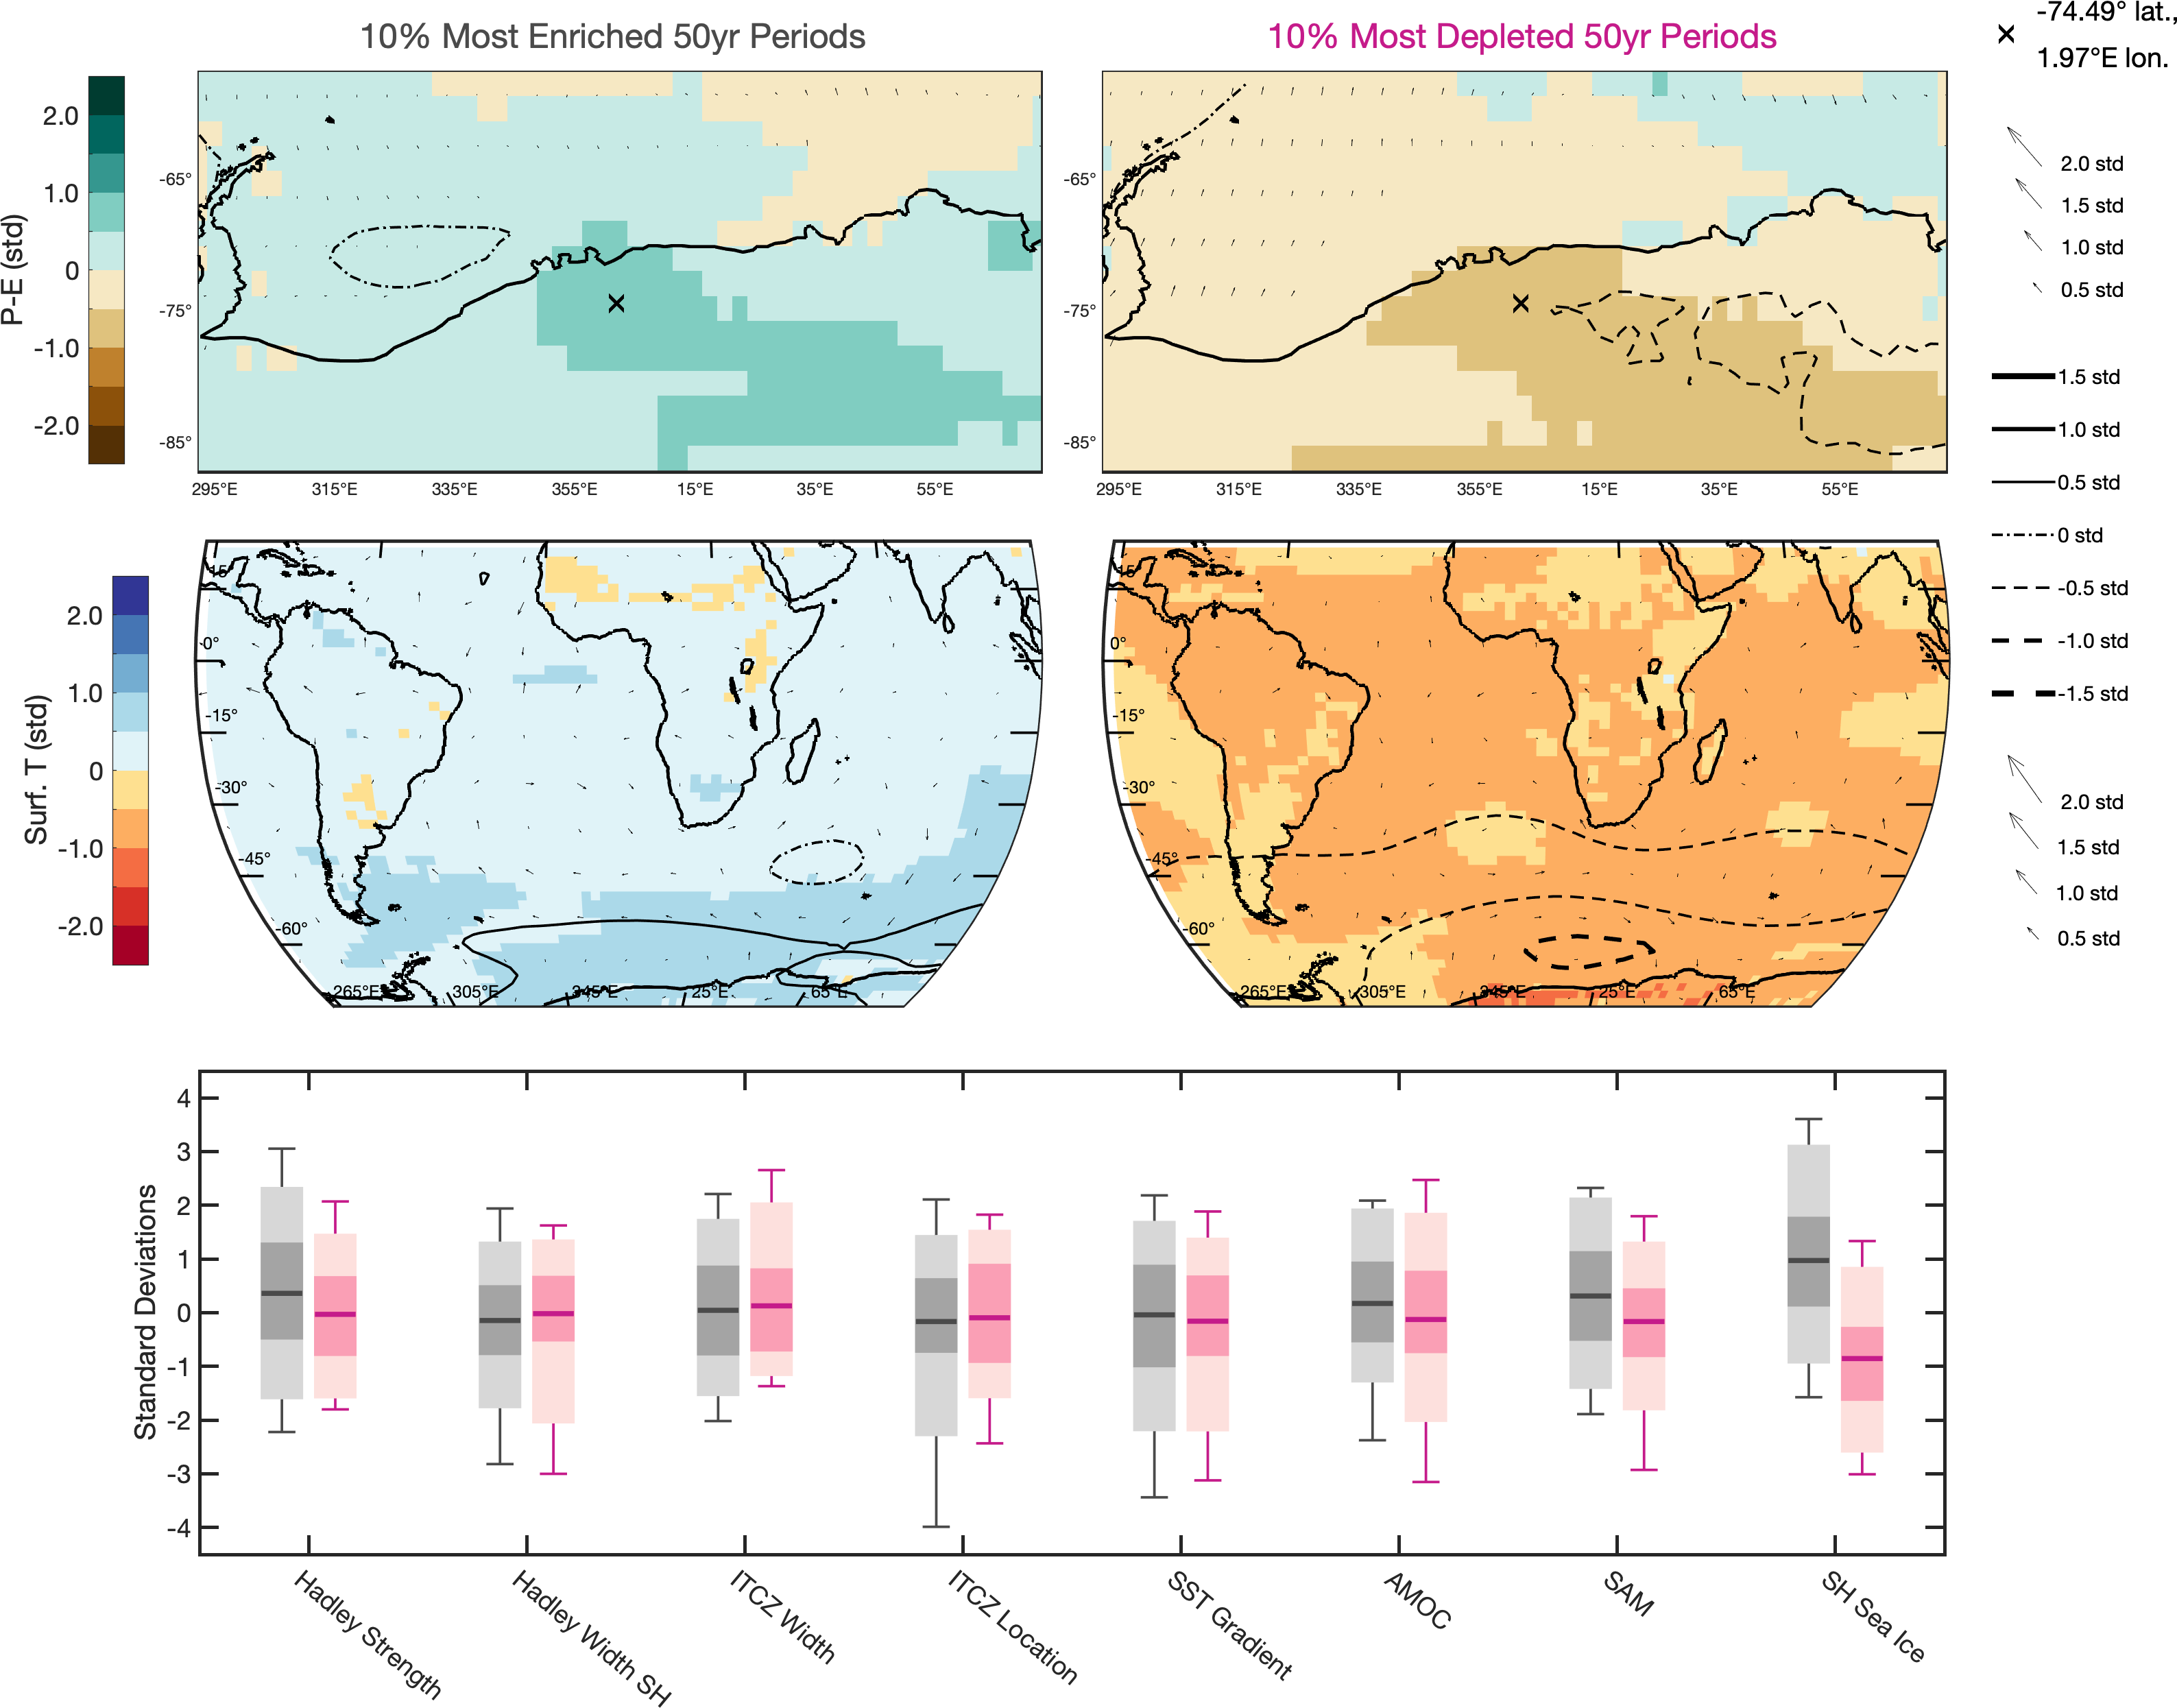 10% Most Enriched 50yr Periods
10% Most Depleted 50yr Periods
-74.49° lat.,
1.97°E lon.
P-E (std)
2.0
1.0
0
-1.0
-2.0
-65°
-75°
-85°
295°E 315°E 335°E 355°E 15°E 35°E 55°E
-65°
-75°
-85°
295°E 315°E 335°E 355°E 15°E 35°E 55°E
2.0 std
1.5 std
1.0 std
0.5 std
1.5 std
1.0 std
0.5 std
0 std
-0.5 std
-1.0 std
-1.5 std
2.0 std
1.5 std
1.0 std
0.5 std
Surf. T (std)
2.0
1.0
0
-1.0
-2.0
15°
0°
-15°
-30°
-45°
-60°
265°E 305°E 345°E 25°E 65°E
15°
0°
-15°
-30°
-45°
-60°
265°E 305°E 345°E 25°E 65°E
Standard Deviations
4
3
2
1
0
-1
-2
-3
-4
Hadley Strength
Hadley Width SH
ITCZ Width
ITCZ Location
SST Gradient
AMOC
SAM
SH Sea Ice